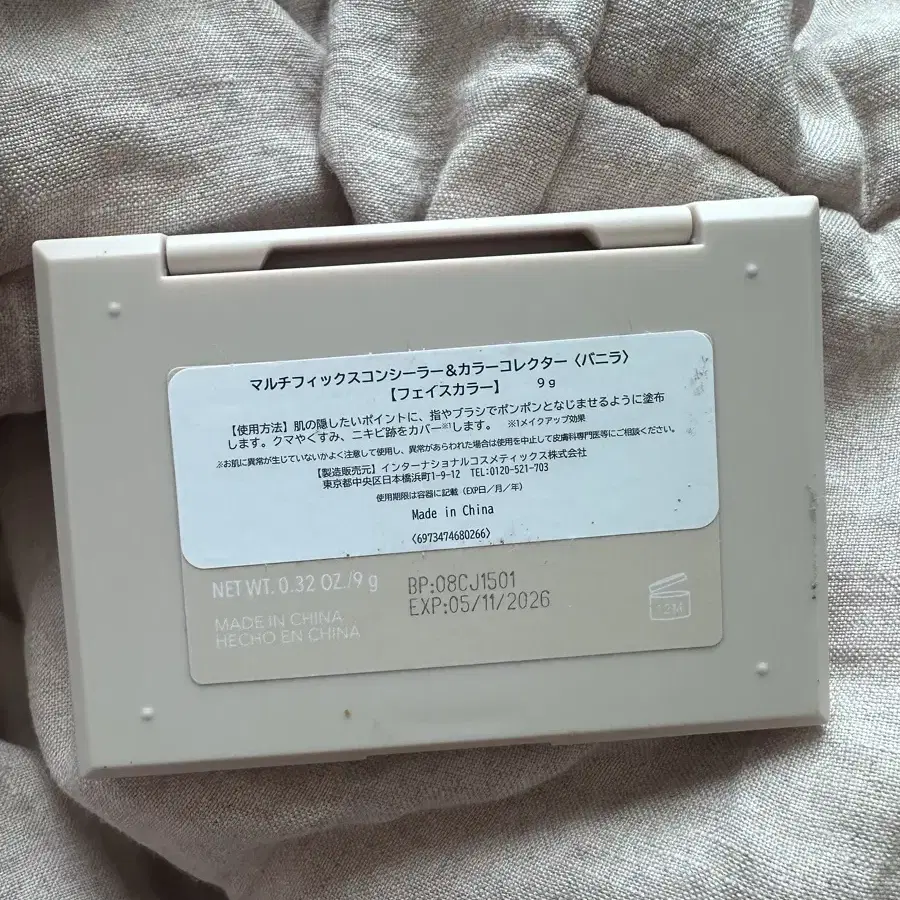 マルチフィックスコンシーラー&カラーコレクター〈バニラ〉
【フェイスカラー】 9g
【使用方法】肌の隠したいポイントに、指やブラシでポンポンとなじませるように塗布
します。クマやくすみ、ニキビ跡をカバー※1します。 ※1メイクアップ効果
※お肌に異常が生じていないかよく注意して使用し、異常があらわれた場合は使用を中止して皮膚科専門医等にご相談ください。
【製造販売元】インターナショナルコスメティックス株式会社
東京都中央区日本橋浜町1-9-12 TEL:0120-521-703
使用期限は容器に記載（EXP日／月／年）
Made in China
〈6973474680266〉
NET WT. 0.32 OZ./9 g
BP:08CJ1501
EXP:05/11/2026
MADE IN CHINA
HECHO EN CHINA
12M